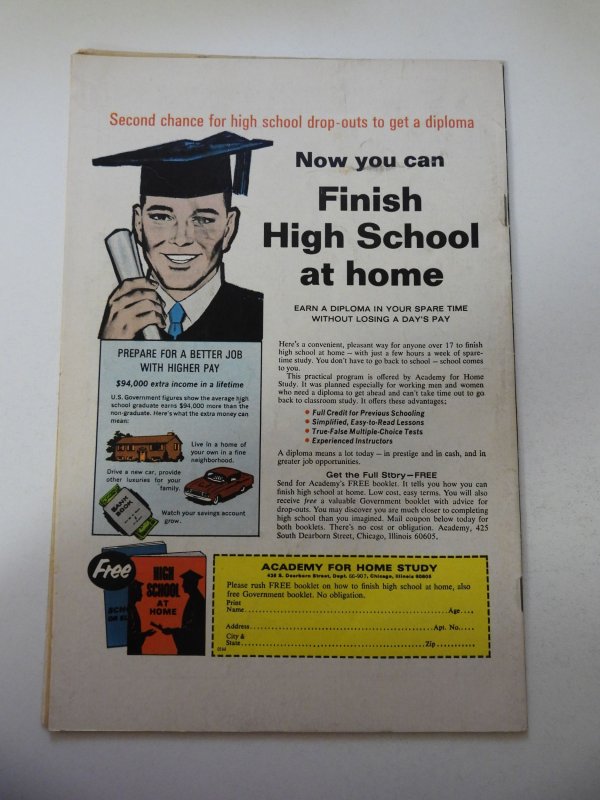 Second chance for high school drop-outs to get a diploma
Now you can
Finish
High School
at home
EARN A DIPLOMA IN YOUR SPARE TIME
WITHOUT LOSING A DAY'S PAY
PREPARE FOR A BETTER JOB
WITH HIGHER PAY
$94,000 extra income in a lifetime
U.S. Government figures show the average high
school graduate earns $94,000 more than the
non-graduate. Here's what the extra money can
mean:
Live in a home of
your own in a fine
neighborhood.
Drive a new car, provide
other luxuries for your
family.
BANK
BOOK
Watch your savings account
grow.
Here's a convenient, pleasant way for anyone over 17 to finish
high school at home — with just a few hours a week of spare-
time study. You don't have to go back to school — school comes
to you.
This practical program is offered by Academy for Home
Study. It was planned especially for working men and women
who need a diploma to get ahead and can't take time out to go
back to classroom study. It offers these advantages:
• Full Credit for Previous Schooling
• Simplified, Easy-to-Read Lessons
• True-False Multiple-Choice Tests
• Experienced Instructors
A diploma means a lot today — in prestige and in cash, and in
greater job opportunities.
Get the Full Story—FREE
Send for Academy's FREE booklet. It tells you how you can
finish high school at home. Low cost, easy terms. You will also
receive free a valuable Government booklet with advice for
drop-outs. You may discover you are much closer to completing
high school than you imagined. Mail coupon below today for
both booklets. There's no cost or obligation. Academy, 425
South Dearborn Street, Chicago, Illinois 60605.
Free
HIGH
SCHOOL
AT
HOME
ACADEMY FOR HOME STUDY
425 S. Dearborn Street, Dept. 60-907, Chicago, Illinois 60605
Please rush FREE booklet on how to finish high school at home, also
free Government booklet. No obligation.
Print
Name Age
Address Apt. No.
City &
State Zip